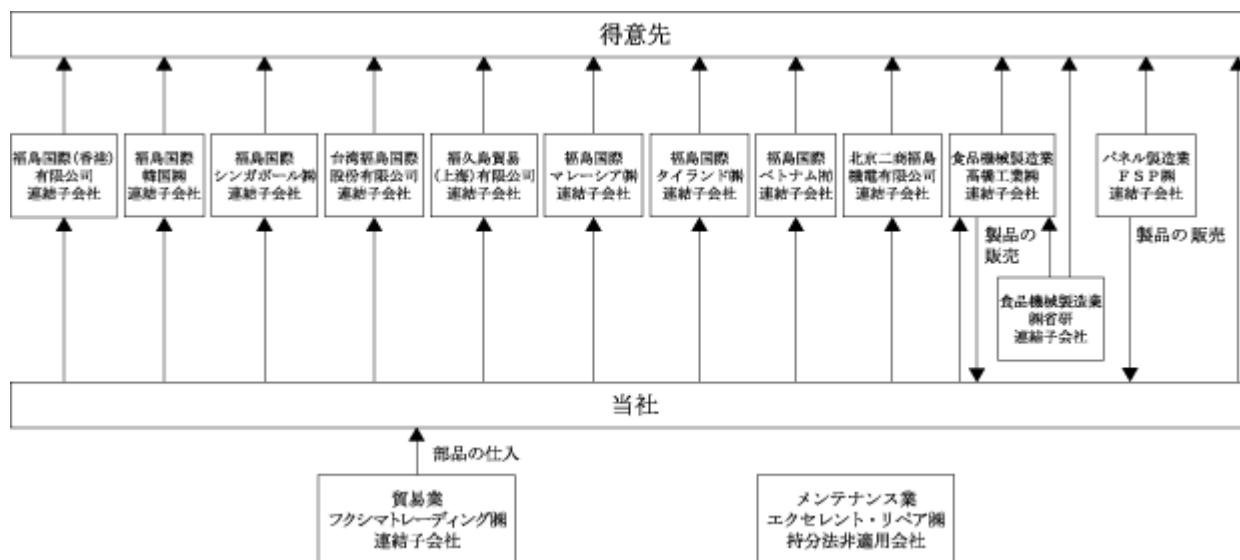 得意先
福島国際(香港)
有限公司
連結子会社
福島国際
韓国㈱
連結子会社
福島国際
シンガポール㈱
連結子会社
台湾福島国際
股份有限公司
連結子会社
福久島貿易
(上海)有限公司
連結子会社
福島国際
マレーシア㈱
連結子会社
福島国際
タイランド㈱
連結子会社
福島国際
ベトナム㈲
連結子会社
北京二商福島
機電有限公司
連結子会社
食品機械製造業
高橋工業㈱
連結子会社
パネル製造業
FSP㈱
連結子会社
製品の
販売
製品の販売
食品機械製造業
㈱省研
連結子会社
当社
部品の仕入
貿易業
フクシマトレーディング㈱
連結子会社
メンテナンス業
エクセレント・リペア㈱
持分法非適用会社